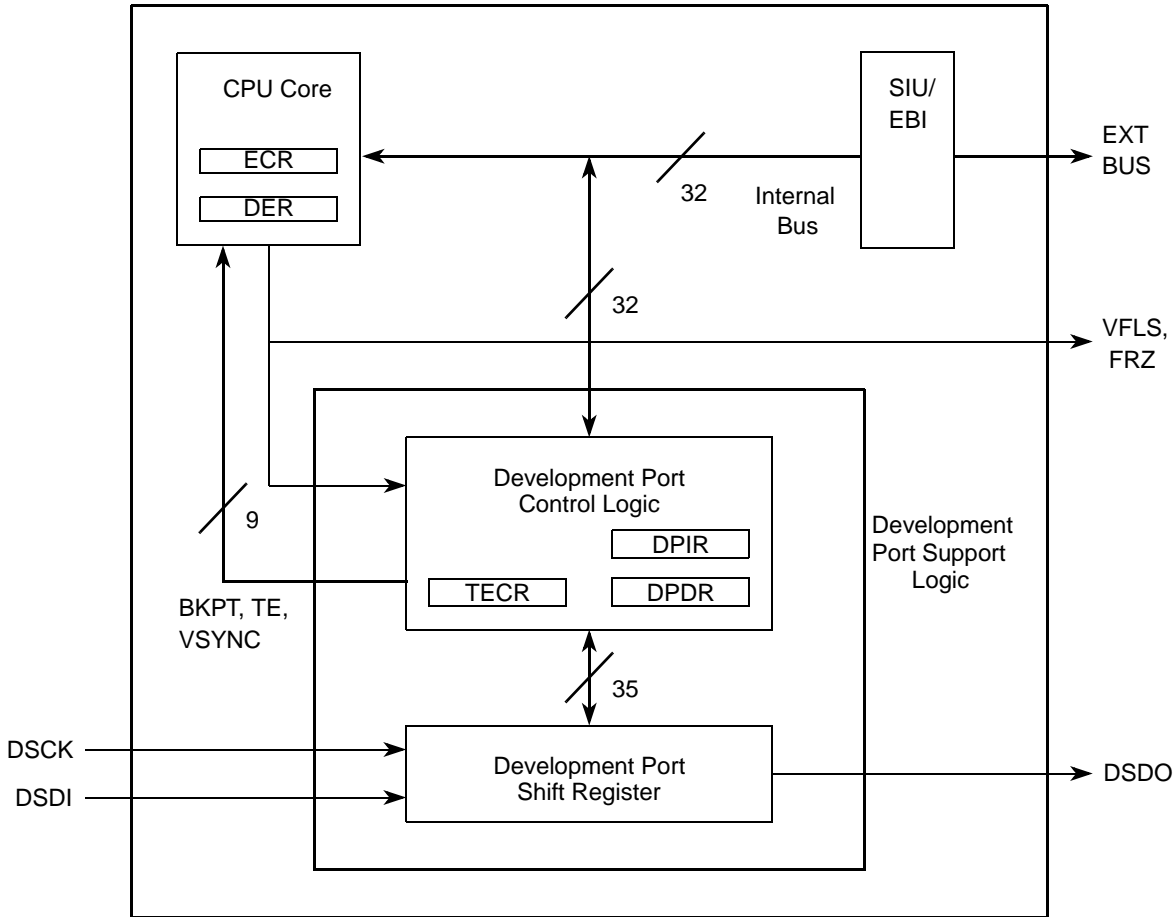 CPU Core
ECR
DER
SIU/
EBI
EXT
BUS
32
Internal
Bus
32
VFLS,
FRZ
Development Port
Control Logic
DPIR
TECR
DPDR
9
BKPT, TE,
VSYNC
Development
Port Support
Logic
35
DSCK
DSDI
Development Port
Shift Register
DSDO